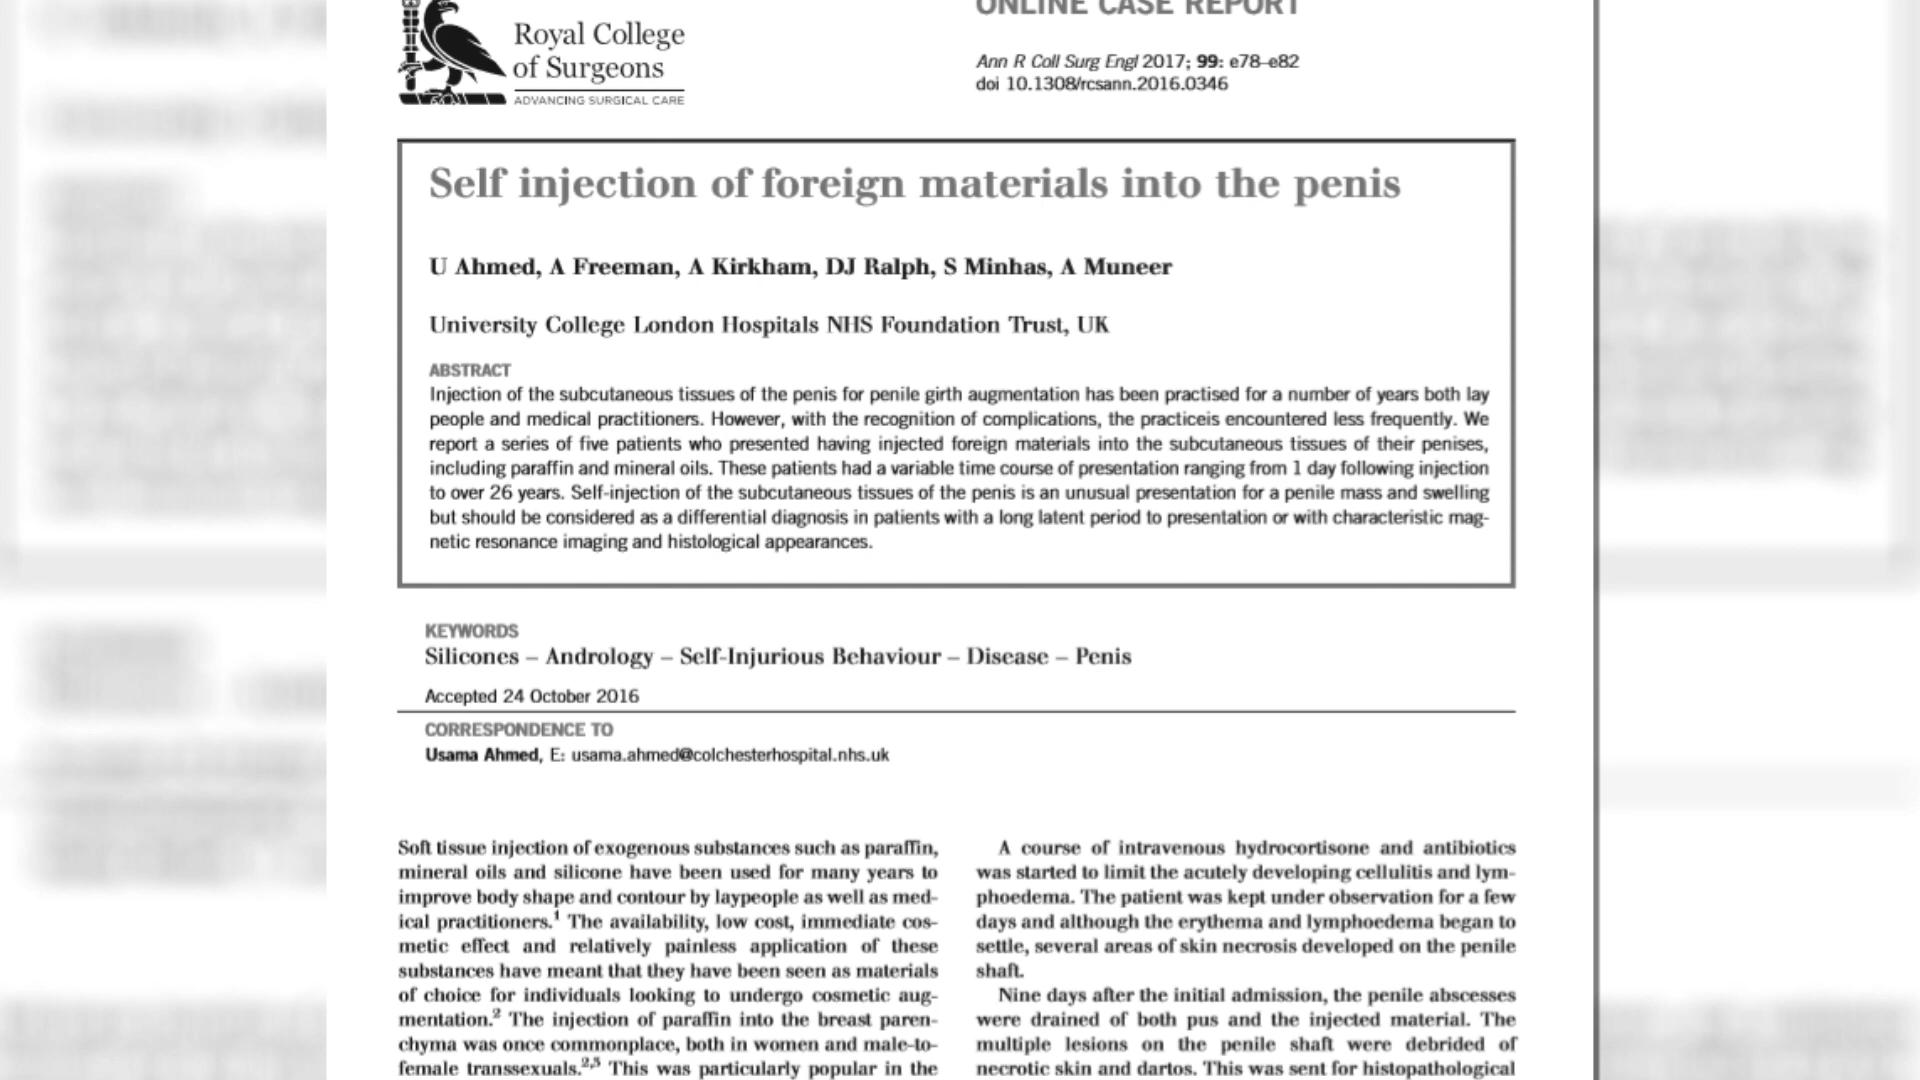 ONLINE CASE REPORT
Royal College
of Surgeons
ADVANCING SURGICAL CARE
Ann R Coll Surg Engl 2017; 99: e78–e82
doi 10.1308/rcsann.2016.0346
Self injection of foreign materials into the penis
U Ahmed, A Freeman, A Kirkham, DJ Ralph, S Minhas, A Muneer
University College London Hospitals NHS Foundation Trust, UK
ABSTRACT
Injection of the subcutaneous tissues of the penis for penile girth augmentation has been practised for a number of years both lay
people and medical practitioners. However, with the recognition of complications, the practiceis encountered less frequently. We
report a series of five patients who presented having injected foreign materials into the subcutaneous tissues of their penises,
including paraffin and mineral oils. These patients had a variable time course of presentation ranging from 1 day following injection
to over 26 years. Self-injection of the subcutaneous tissues of the penis is an unusual presentation for a penile mass and swelling
but should be considered as a differential diagnosis in patients with a long latent period to presentation or with characteristic mag-
netic resonance imaging and histological appearances.
KEYWORDS
Silicones – Andrology – Self-Injurious Behaviour – Disease – Penis
Accepted 24 October 2016
CORRESPONDENCE TO
Usama Ahmed, E: usama.ahmed@colchesterhospital.nhs.uk
Soft tissue injection of exogenous substances such as paraffin,
mineral oils and silicone have been used for many years to
improve body shape and contour by laypeople as well as med-
ical practitioners.1 The availability, low cost, immediate cos-
metic effect and relatively painless application of these
substances have meant that they have been seen as materials
of choice for individuals looking to undergo cosmetic aug-
mentation.2 The injection of paraffin into the breast paren-
chyma was once commonplace, both in women and male-to-
female transsexuals.2,3 This was particularly popular in the
A course of intravenous hydrocortisone and antibiotics
was started to limit the acutely developing cellulitis and lym-
phoedema. The patient was kept under observation for a few
days and although the erythema and lymphoedema began to
settle, several areas of skin necrosis developed on the penile
shaft.
Nine days after the initial admission, the penile abscesses
were drained of both pus and the injected material. The
multiple lesions on the penile shaft were debrided of
necrotic skin and dartos. This was sent for histopathological